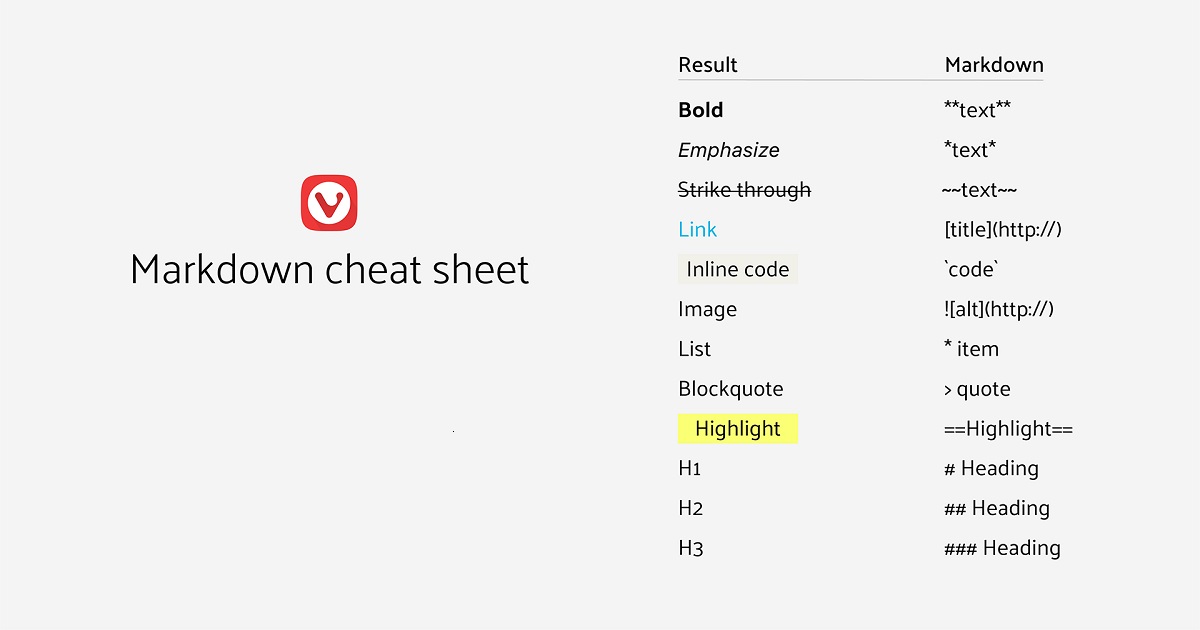 Markdown cheat sheet
Result Markdown
Bold **text**
Emphasize *text*
Strike through ~~text~~
Link [title](http://)
Inline code `code`
Image ![alt](http://)
List * item
Blockquote > quote
Highlight ==Highlight==
H1 # Heading
H2 ## Heading
H3 ### Heading